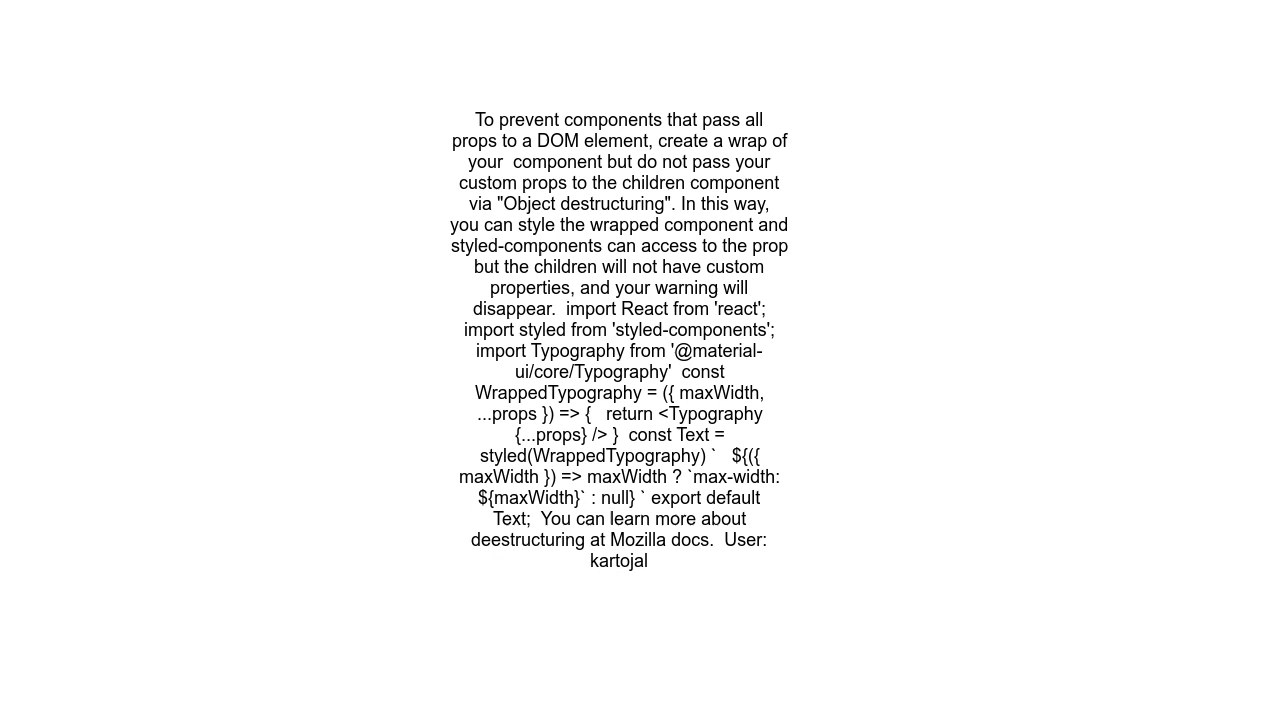 To prevent components that pass all
props to a DOM element, create a wrap of
your  component but do not pass your
custom props to the children component
via "Object destructuring". In this way,
you can style the wrapped component and
styled-components can access to the prop
but the children will not have custom
properties, and your warning will
disappear.  import React from 'react';
import styled from 'styled-components';
import Typography from '@material-
ui/core/Typography'  const
WrappedTypography = ({ maxWidth,
...props }) => {   return <Typography
{...props} /> }  const Text =
styled(WrappedTypography) `   ${({
maxWidth }) => maxWidth ? `max-width:
${maxWidth}` : null} ` export default
Text;  You can learn more about
deestructuring at Mozilla docs.  User:
kartojal